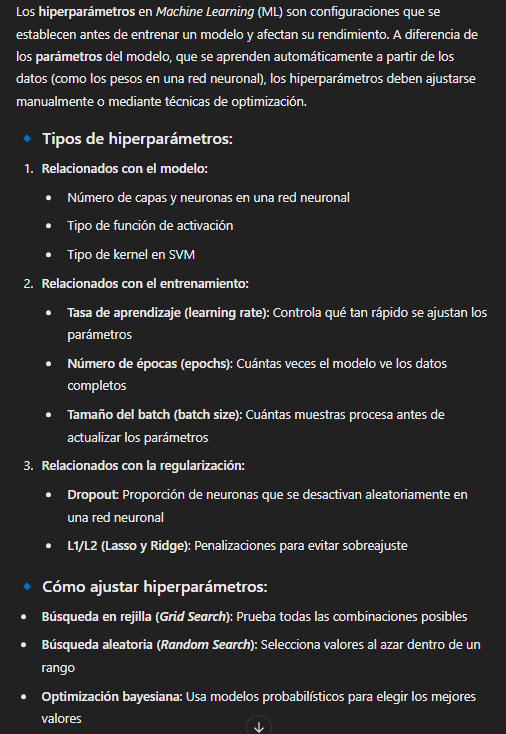 Los hiperparámetros en Machine Learning (ML) son configuraciones que se
establecen antes de entrenar un modelo y afectan su rendimiento. A diferencia de
los parámetros del modelo, que se aprenden automáticamente a partir de los
datos (como los pesos en una red neuronal), los hiperparámetros deben ajustarse
manualmente o mediante técnicas de optimización.
Tipos de hiperparámetros:
1. Relacionados con el modelo:
• Número de capas y neuronas en una red neuronal
• Tipo de función de activación
• Tipo de kernel en SVM
2. Relacionados con el entrenamiento:
• Tasa de aprendizaje (learning rate): Controla qué tan rápido se ajustan los
parámetros
• Número de épocas (epochs): Cuántas veces el modelo ve los datos
completos
• Tamaño del batch (batch size): Cuántas muestras procesa antes de
actualizar los parámetros
3. Relacionados con la regularización:
• Dropout: Proporción de neuronas que se desactivan aleatoriamente en
una red neuronal
• L1/L2 (Lasso y Ridge): Penalizaciones para evitar sobreajuste
Cómo ajustar hiperparámetros:
• Búsqueda en rejilla (Grid Search): Prueba todas las combinaciones posibles
• Búsqueda aleatoria (Random Search): Selecciona valores al azar dentro de un
rango
• Optimización bayesiana: Usa modelos probabilísticos para elegir los mejores
valores